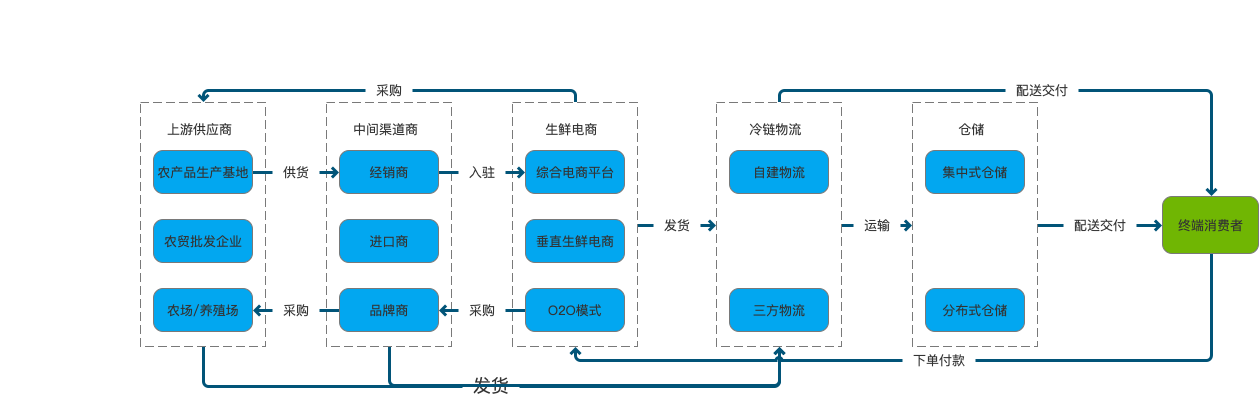 采购
配送交付
上游供应商
中间渠道商
生鲜电商
冷链物流
仓储
农产品生产基地
供货
经销商
入驻
综合电商平台
自建物流
集中式仓储
农贸批发企业
进口商
垂直生鲜电商
发货
运输
配送交付
终端消费者
农场/养殖场
采购
品牌商
采购
O2O模式
三方物流
分布式仓储
下单付款
发货